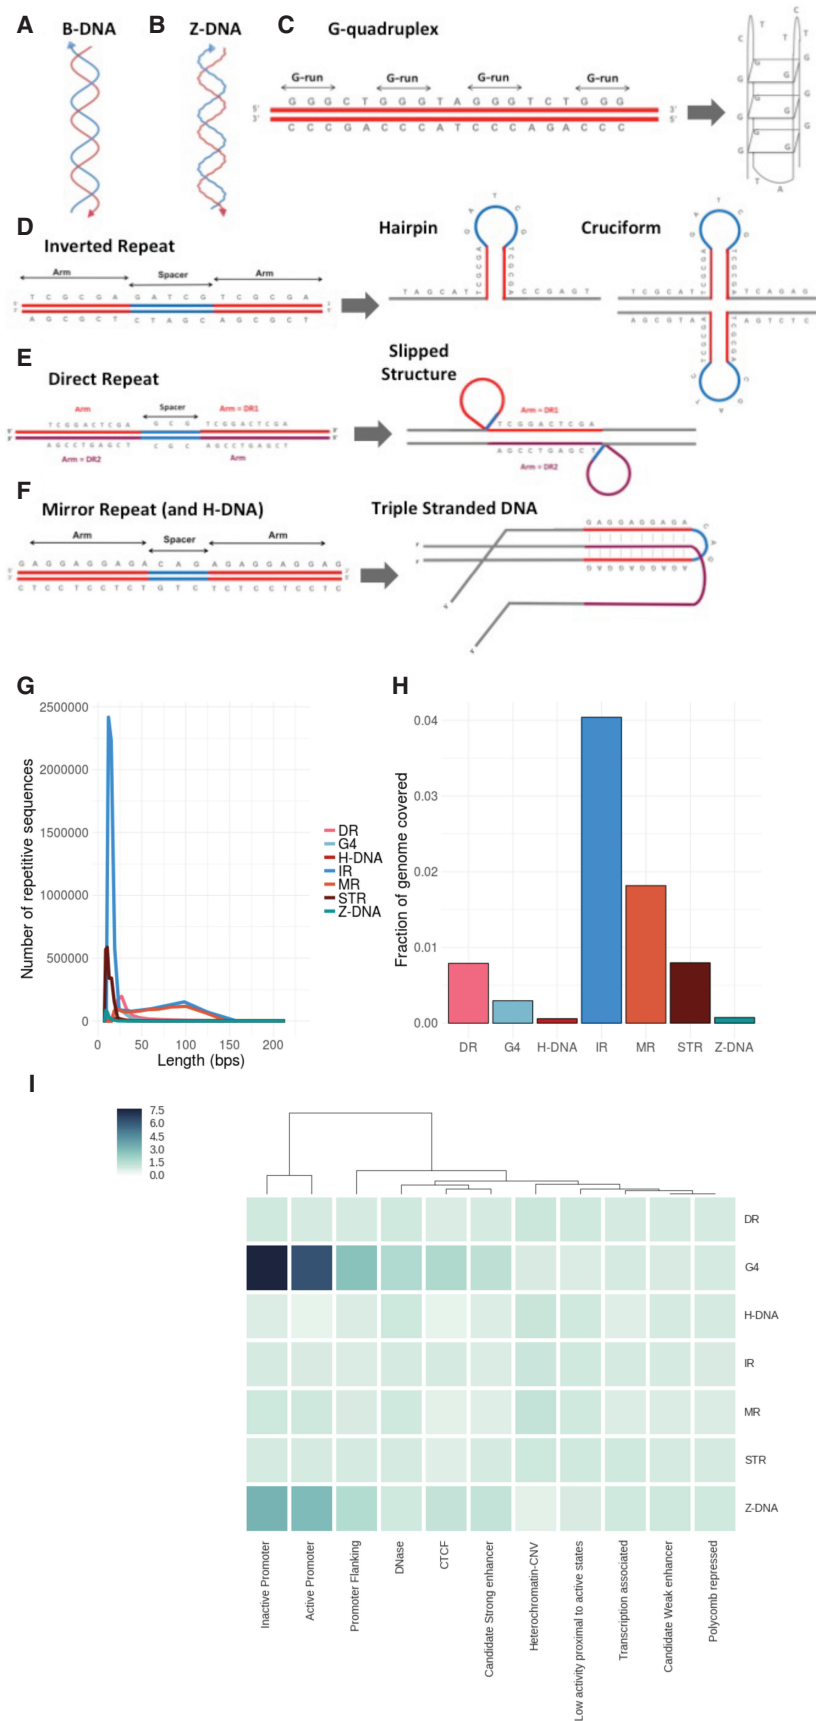 A B-DNA B Z-DNA C G-quadruplex
G-run G-run G-run G-run
5' G G G C T G G G T A G G G T C T G G G 3'
3' C C C G A C C C A T C C C A G A C C C 5'
C T T C
G G G G
G G G G
G G G G
T A
D
Inverted Repeat
Hairpin
Cruciform
Arm Spacer Arm
T C G C G A G A T C G T C G C G A
A G C G C T C T A G C A G C G C T
T A G C A T C C G A G T
T C G C A T T C A G A G
A G C G T A A G T C T C
E
Direct Repeat
Slipped
Structure
Arm Spacer Arm = DR1
T C G G A C T C G A G C G T C G G A C T C G A
A G C C T G A G C T C G C A G C C T G A G C T
Arm = DR2 Arm
Arm = DR1
T C G G A C T C G A
A G C C T G A G C T
Arm = DR2
F
Mirror Repeat (and H-DNA)
Triple Stranded DNA
Arm Spacer Arm
G A G G A G G A G A C A G A G A G G A G G A G
C T C C T C C T C T G T C T C T C C T C C T C
G A G G A G G A G A
C A G
G A G G A G G A G A
G
Number of repetitive sequences
2500000
2000000
1500000
1000000
500000
0
0 50 100 150 200
Length (bps)
DR
G4
H-DNA
IR
MR
STR
Z-DNA
H
Fraction of genome covered
0.04
0.03
0.02
0.01
0.00
DR G4 H-DNA IR MR STR Z-DNA
I
7.5
6.0
4.5
3.0
1.5
0.0
DR
G4
H-DNA
IR
MR
STR
Z-DNA
Inactive Promoter
Active Promoter
Promoter Flanking
DNase
CTCF
Candidate Strong enhancer
Heterochromatin-CNV
Low activity proximal to active states
Transcription associated
Candidate Weak enhancer
Polycomb repressed